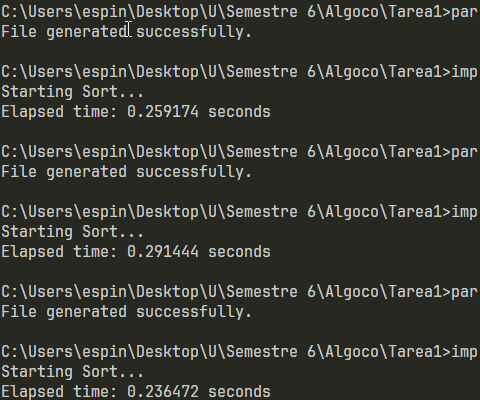 C:\Users\espin\Desktop\U\Semestre 6\Algoco\Tarea1>par
File generated successfully.
C:\Users\espin\Desktop\U\Semestre 6\Algoco\Tarea1>imp
Starting Sort...
Elapsed time: 0.259174 seconds
C:\Users\espin\Desktop\U\Semestre 6\Algoco\Tarea1>par
File generated successfully.
C:\Users\espin\Desktop\U\Semestre 6\Algoco\Tarea1>imp
Starting Sort...
Elapsed time: 0.291444 seconds
C:\Users\espin\Desktop\U\Semestre 6\Algoco\Tarea1>par
File generated successfully.
C:\Users\espin\Desktop\U\Semestre 6\Algoco\Tarea1>imp
Starting Sort...
Elapsed time: 0.236472 seconds